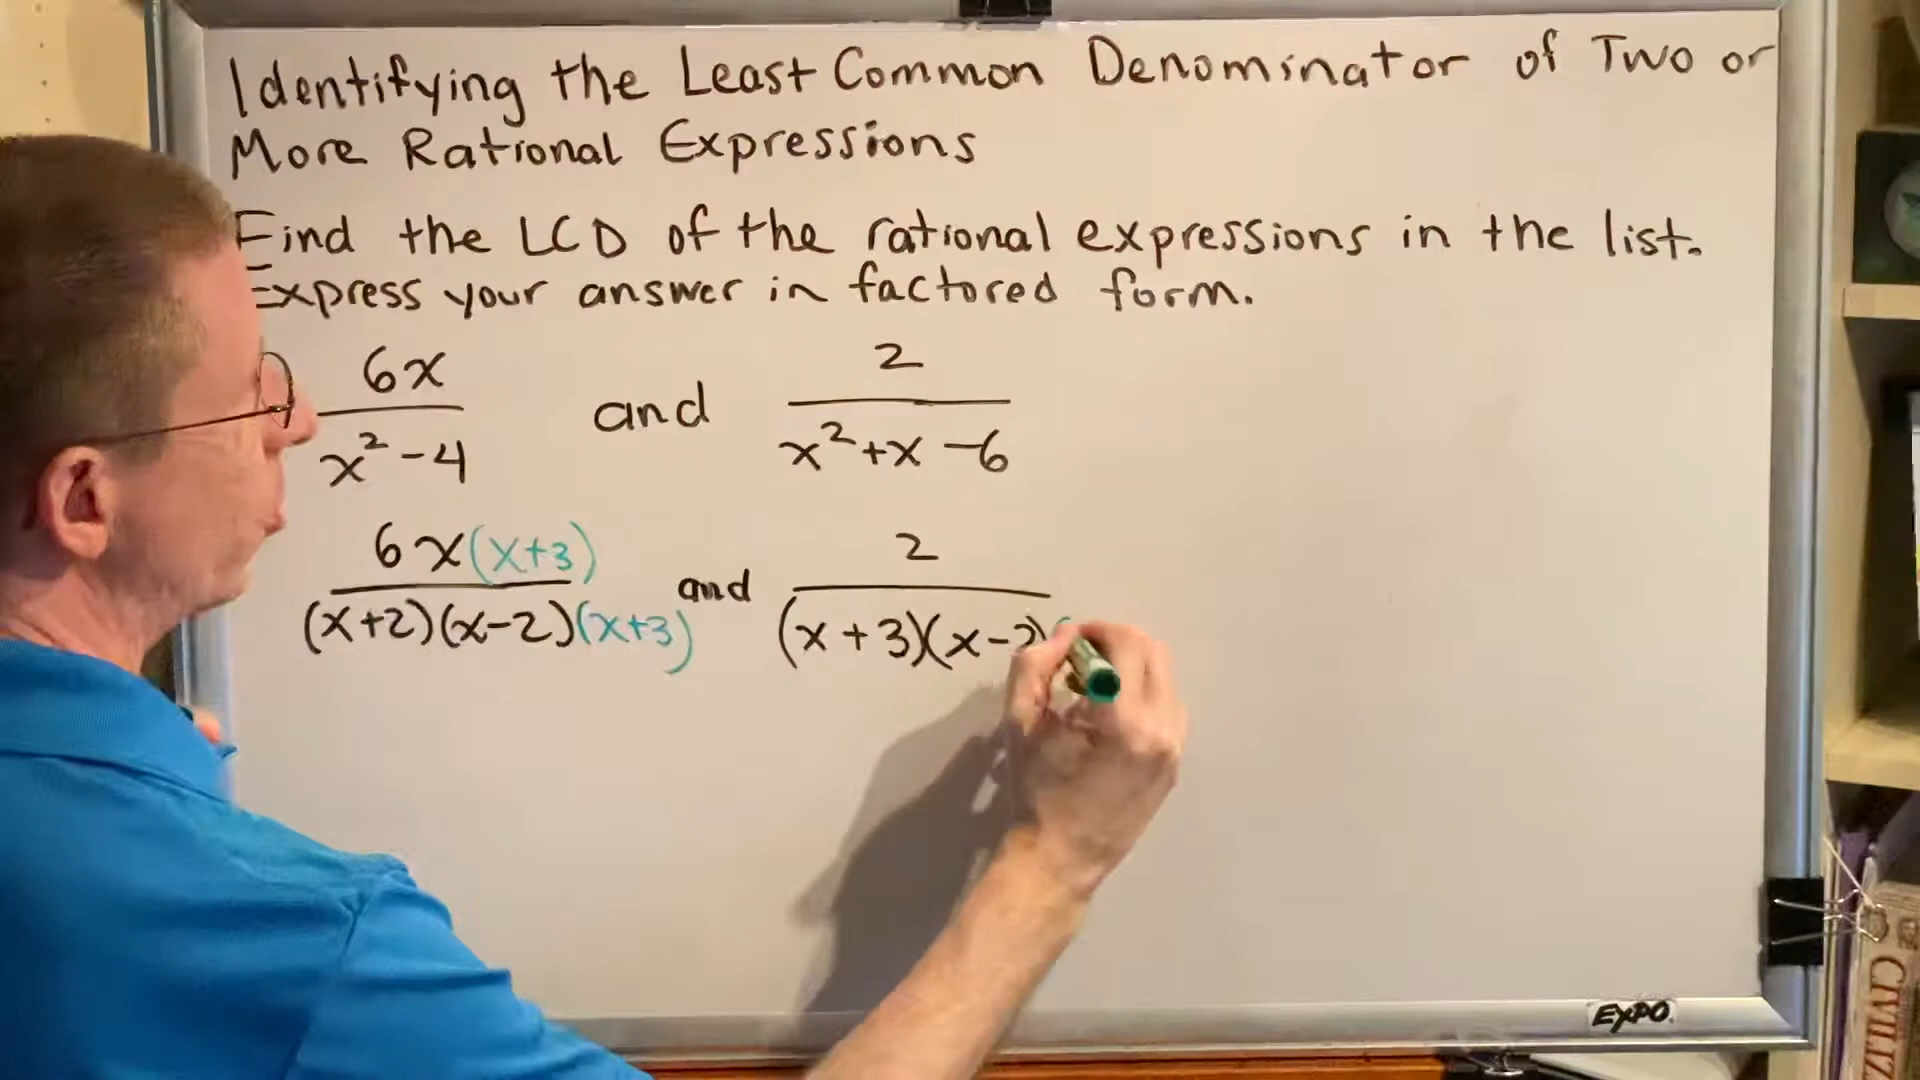 Identifying the Least Common Denominator of Two or
More Rational Expressions
Find the LCD of the rational expressions in the list.
Express your answer in factored form.
6x/(x²-4) and 2/(x²+x-6)
6x(x+3)/(x+2)(x-2)(x+3) and 2/(x+3)(x-2)(
EXPO
CIVILIZ